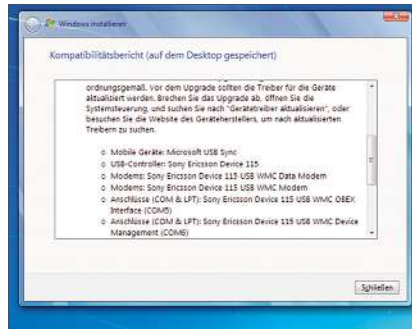 Windows installieren
Kompatibilitätsbericht (auf dem Desktop gespeichert)
ordnungsgemäß. Vor dem Upgrade sollten die Treiber für die Geräte
aktualisiert werden. Brechen Sie das Upgrade ab, öffnen Sie die
Systemsteuerung, und suchen Sie nach "Gerätetreiber aktualisieren", oder
besuchen Sie die Website des Geräteherstellers, um nach aktualisierten
Treibern zu suchen.
Mobile Geräte: Microsoft USB Sync
USB-Controller: Sony Ericsson Device 115
Modems: Sony Ericsson Device 115 USB WMC Data Modem
Modems: Sony Ericsson Device 115 USB WMC Modem
Anschlüsse (COM & LPT): Sony Ericsson Device 115 USB WMC OBEX
Interface (COM5)
Anschlüsse (COM & LPT): Sony Ericsson Device 115 USB WMC Device
Management (COM6)
Schließen